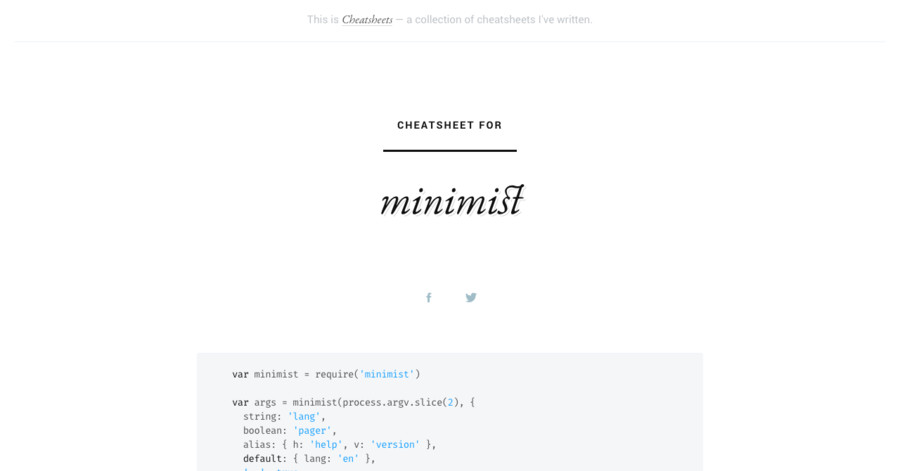 This is Cheatsheets — a collection of cheatsheets I've written.
CHEATSHEET FOR
minimist
var minimist = require('minimist')
var args = minimist(process.argv.slice(2), {
string: 'lang',
boolean: 'pager',
alias: { h: 'help', v: 'version' },
default: { lang: 'en' },